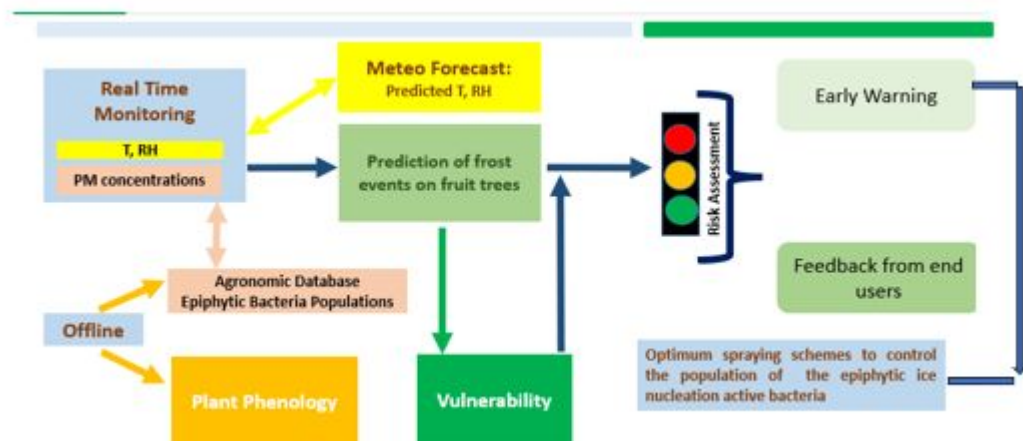 Real Time
Monitoring
T, RH
PM concentrations
Meteo Forecast:
Predicted T, RH
Prediction of frost
events on fruit trees
Risk Assessment
Early Warning
Agronomic Database
Epiphytic Bacteria Populations
Offline
Plant Phenology
Vulnerability
Feedback from end
users
Optimum spraying schemes to control
the population of the epiphytic ice
nucleation active bacteria